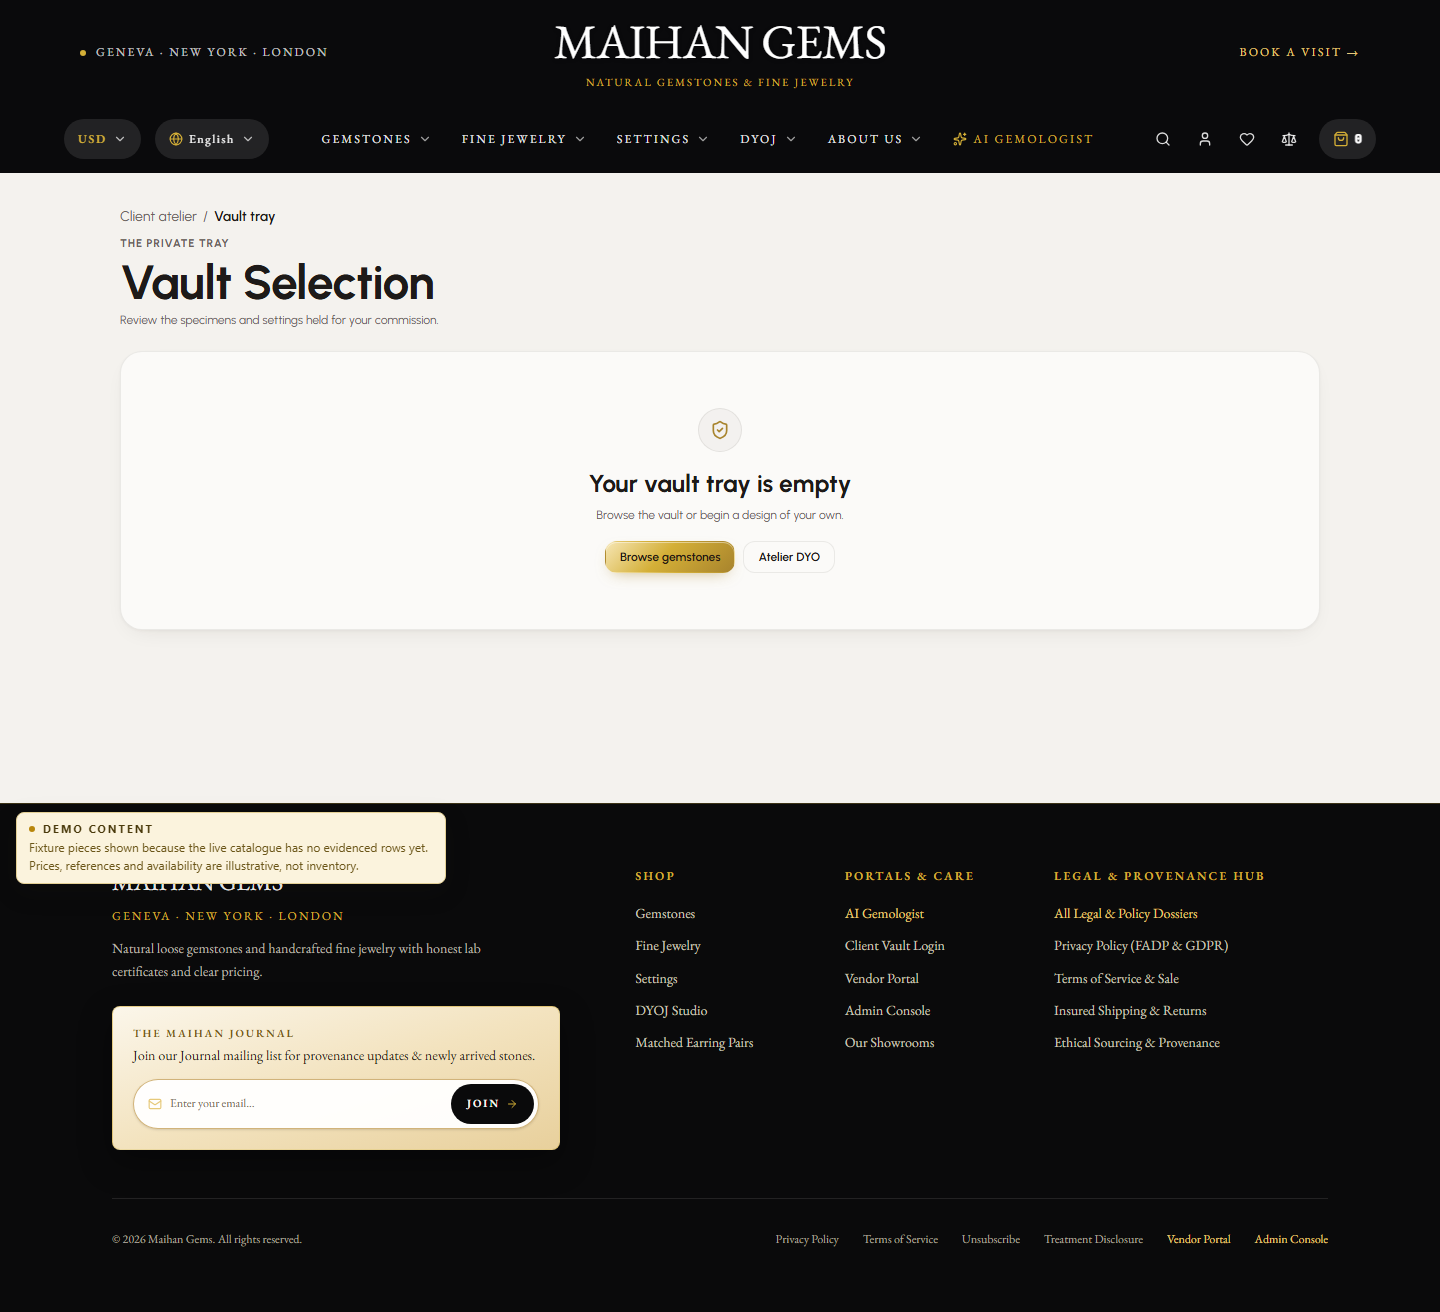 GENEVA · NEW YORK · LONDON
MAIHAN GEMS
NATURAL GEMSTONES & FINE JEWELRY
BOOK A VISIT →
USD
English
GEMSTONES
FINE JEWELRY
SETTINGS
DYOJ
ABOUT US
AI GEMOLOGIST
0
Client atelier / Vault tray
THE PRIVATE TRAY
Vault Selection
Review the specimens and settings held for your commission.
Your vault tray is empty
Browse the vault or begin a design of your own.
Browse gemstones
Atelier DYO
DEMO CONTENT
Fixture pieces shown because the live catalogue has no evidenced rows yet.
Prices, references and availability are illustrative, not inventory.
MAIHAN GEMS
GENEVA · NEW YORK · LONDON
Natural loose gemstones and handcrafted fine jewelry with honest lab
certificates and clear pricing.
THE MAIHAN JOURNAL
Join our Journal mailing list for provenance updates & newly arrived stones.
Enter your email...
JOIN →
SHOP
Gemstones
Fine Jewelry
Settings
DYOJ Studio
Matched Earring Pairs
PORTALS & CARE
AI Gemologist
Client Vault Login
Vendor Portal
Admin Console
Our Showrooms
LEGAL & PROVENANCE HUB
All Legal & Policy Dossiers
Privacy Policy (FADP & GDPR)
Terms of Service & Sale
Insured Shipping & Returns
Ethical Sourcing & Provenance
© 2026 Maihan Gems. All rights reserved.
Privacy Policy
Terms of Service
Unsubscribe
Treatment Disclosure
Vendor Portal
Admin Console